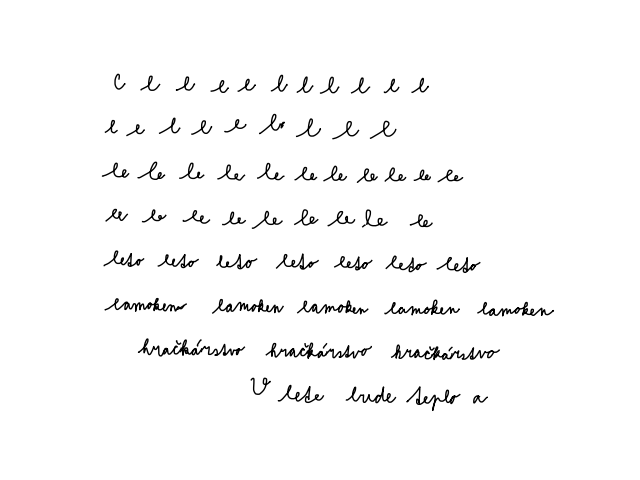 C l l e e l l l l e l
e e l l e l l l l
le le le le le le le le le le le
le le le le le le le le le
leto leto leto leto leto leto leto
lamoken lamoken lamoken lamoken lamoken
hračkárstvo hračkárstvo hračkárstvo
V lete bude teplo a